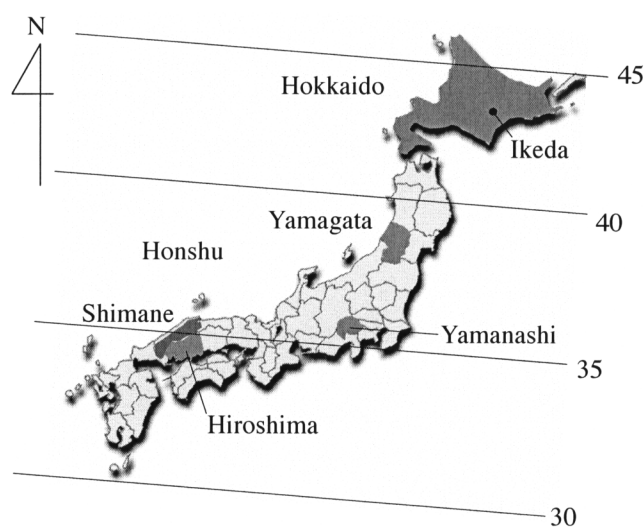 N
Hokkaido
45
Ikeda
Yamagata
40
Honshu
Shimane
Yamanashi
35
Hiroshima
30